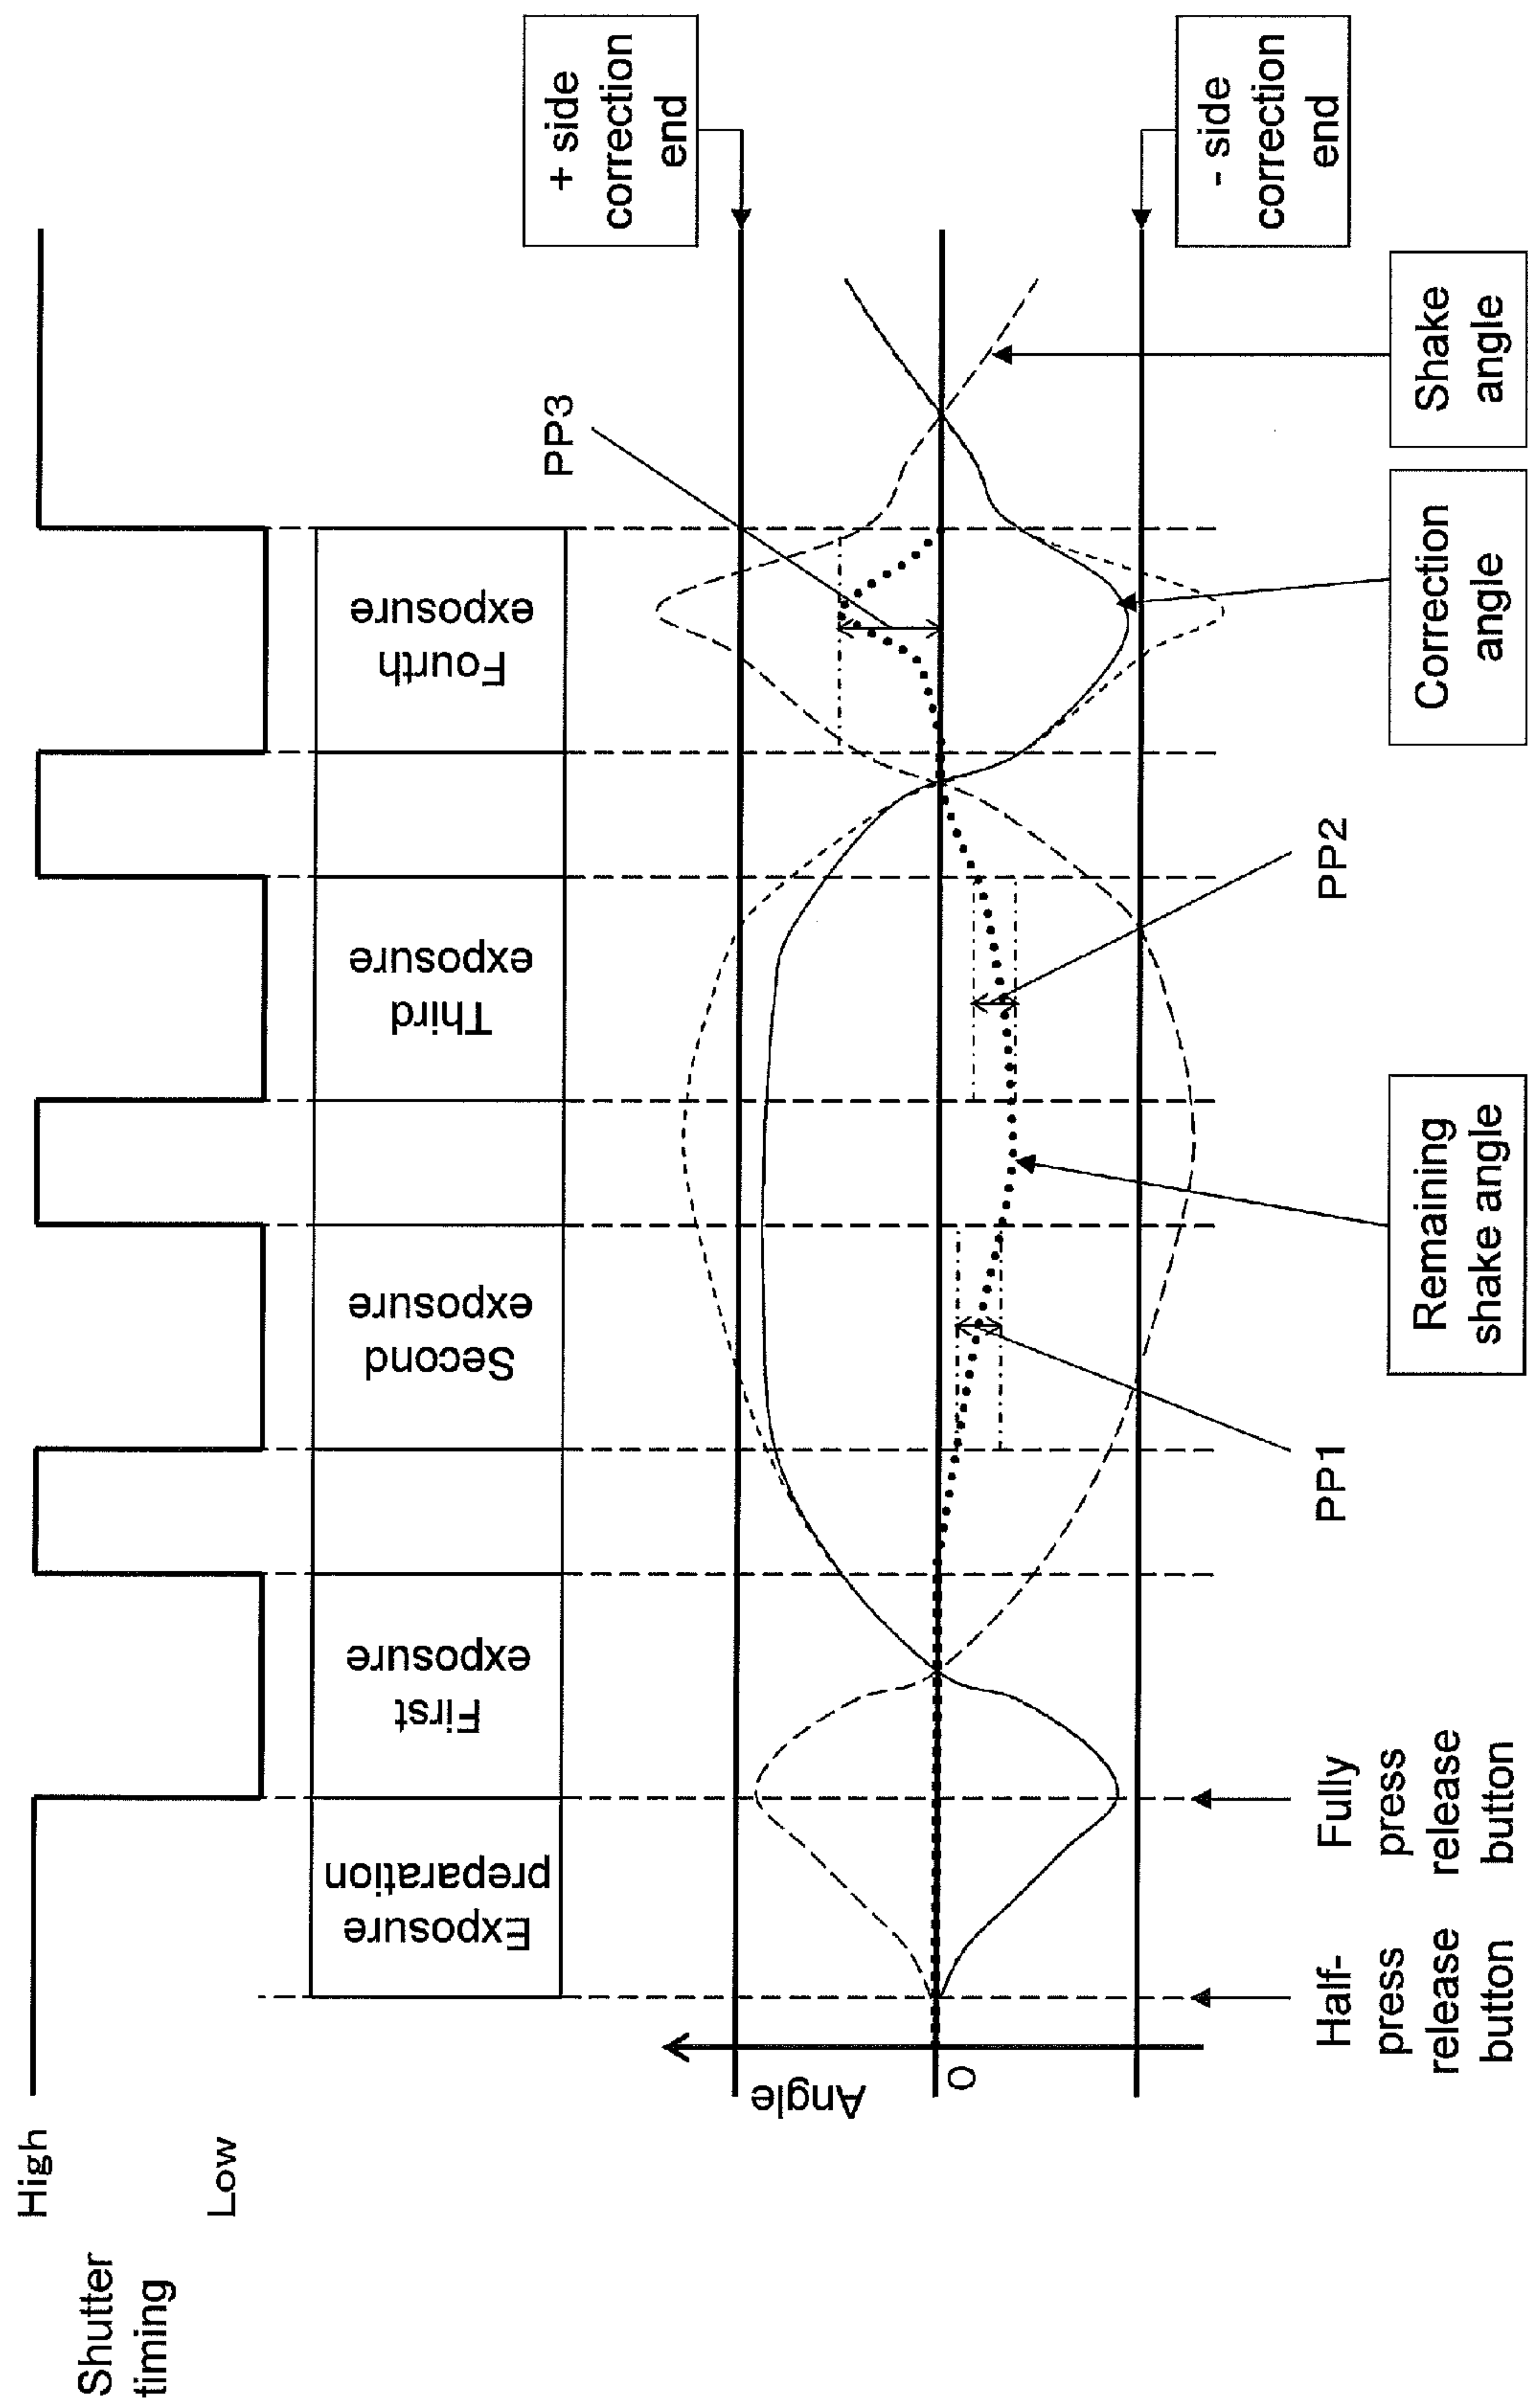 Shutter
timing
High
Low
Exposure
preparation
First
exposure
Second
exposure
Third
exposure
Fourth
exposure
+ side
correction
end
- side
correction
end
Angle
0
PP3
PP2
PP1
Shake
angle
Correction
angle
Remaining
shake angle
Half-
press
release
button
Fully
press
release
button